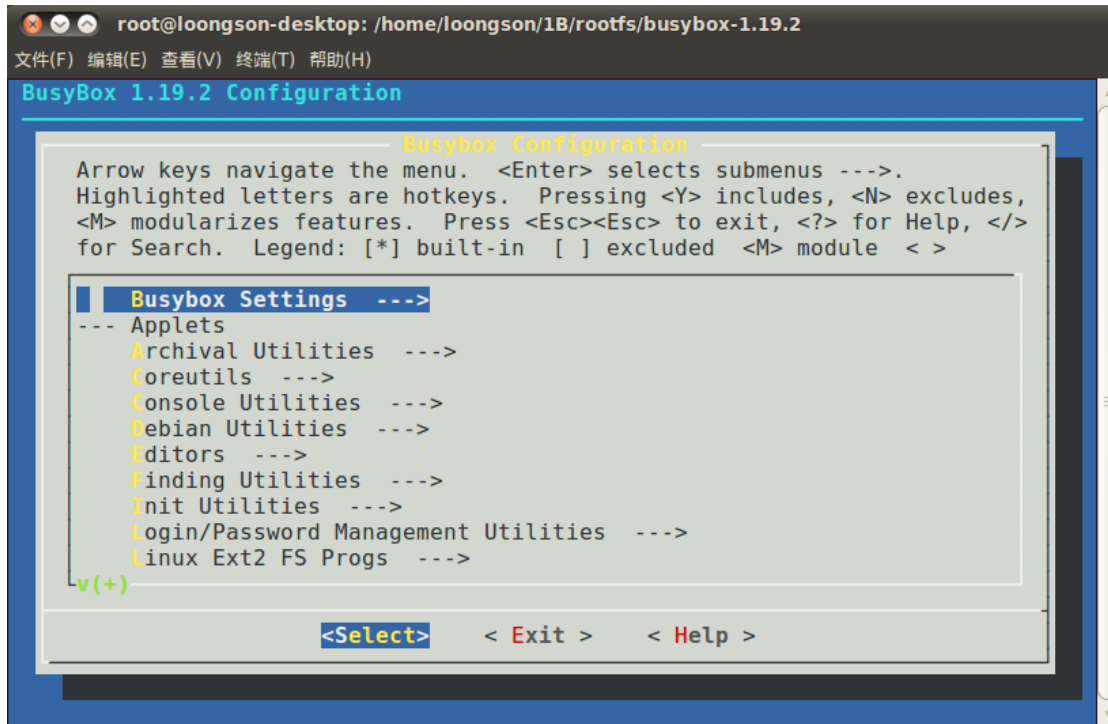 root@loongson-desktop: /home/loongson/1B/rootfs/busybox-1.19.2
文件(F) 编辑(E) 查看(V) 终端(T) 帮助(H)
BusyBox 1.19.2 Configuration
Busybox Configuration
Arrow keys navigate the menu.  <Enter> selects submenus --->.
Highlighted letters are hotkeys.  Pressing <Y> includes, <N> excludes,
<M> modularizes features.  Press <Esc><Esc> to exit, <?> for Help, </>
for Search.  Legend: [*] built-in  [ ] excluded  <M> module  < >
Busybox Settings  --->
--- Applets
Archival Utilities  --->
Coreutils  --->
Console Utilities  --->
Debian Utilities  --->
Editors  --->
Finding Utilities  --->
Init Utilities  --->
Login/Password Management Utilities  --->
Linux Ext2 FS Progs  --->
v(+)
<Select>    < Exit >    < Help >